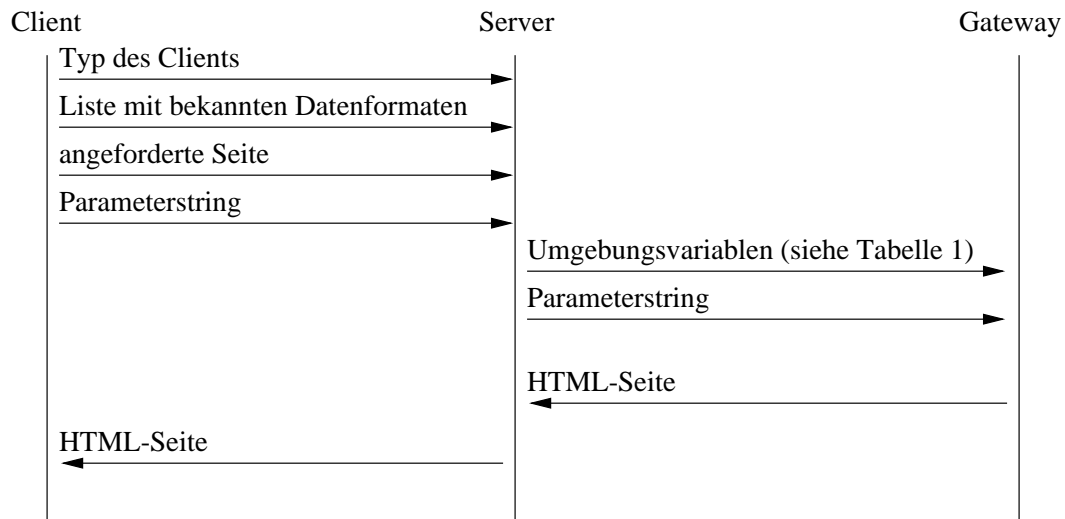 Client
Server
Gateway
Typ des Clients
Liste mit bekannten Datenformaten
angeforderte Seite
Parameterstring
Umgebungsvariablen (siehe Tabelle 1)
Parameterstring
HTML-Seite
HTML-Seite